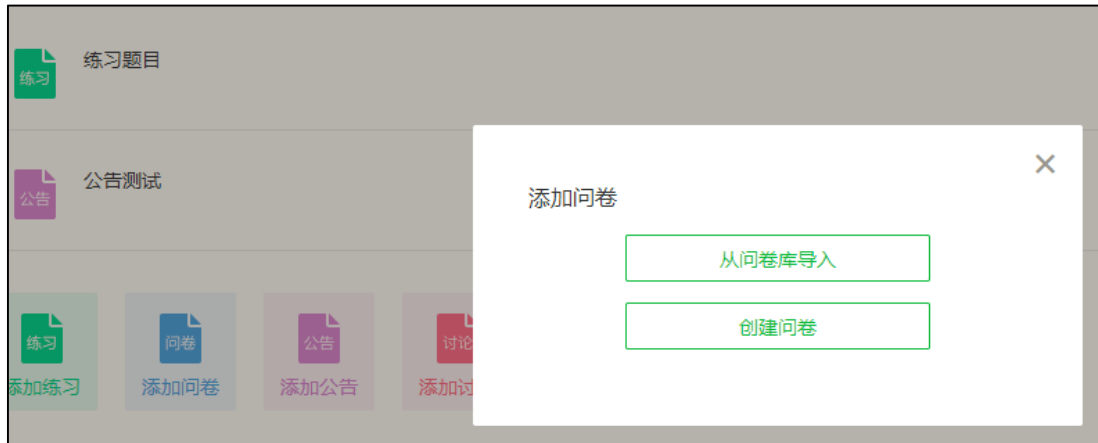 练习题目
练习
公告测试
公告
添加问卷
从问卷库导入
创建问卷
练习
问卷
公告
讨论
添加练习
添加问卷
添加公告
添加讨